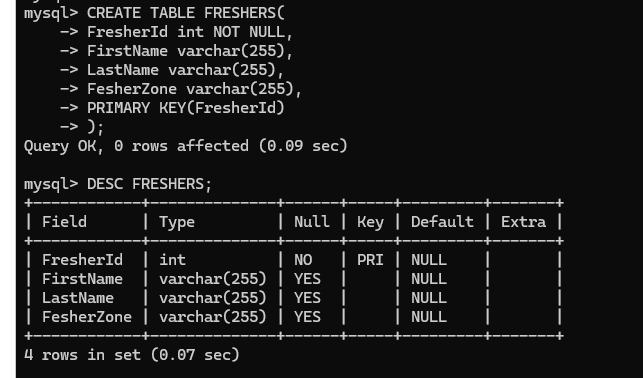 mysql> CREATE TABLE FRESHERS(
    -> FresherId int NOT NULL,
    -> FirstName varchar(255),
    -> LastName varchar(255),
    -> FesherZone varchar(255),
    -> PRIMARY KEY(FresherId)
    -> );
Query OK, 0 rows affected (0.09 sec)

mysql> DESC FRESHERS;
+------------+--------------+------+-----+---------+-------+
| Field      | Type         | Null | Key | Default | Extra |
+------------+--------------+------+-----+---------+-------+
| FresherId  | int          | NO   | PRI | NULL    |       |
| FirstName  | varchar(255) | YES  |     | NULL    |       |
| LastName   | varchar(255) | YES  |     | NULL    |       |
| FesherZone | varchar(255) | YES  |     | NULL    |       |
+------------+--------------+------+-----+---------+-------+
4 rows in set (0.07 sec)